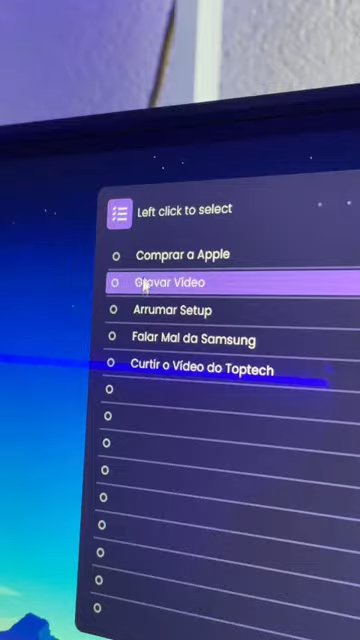 Left click to select
Comprar a Apple
Gravar Vídeo
Arrumar Setup
Falar Mal da Samsung
Curtir o Vídeo do Toptech